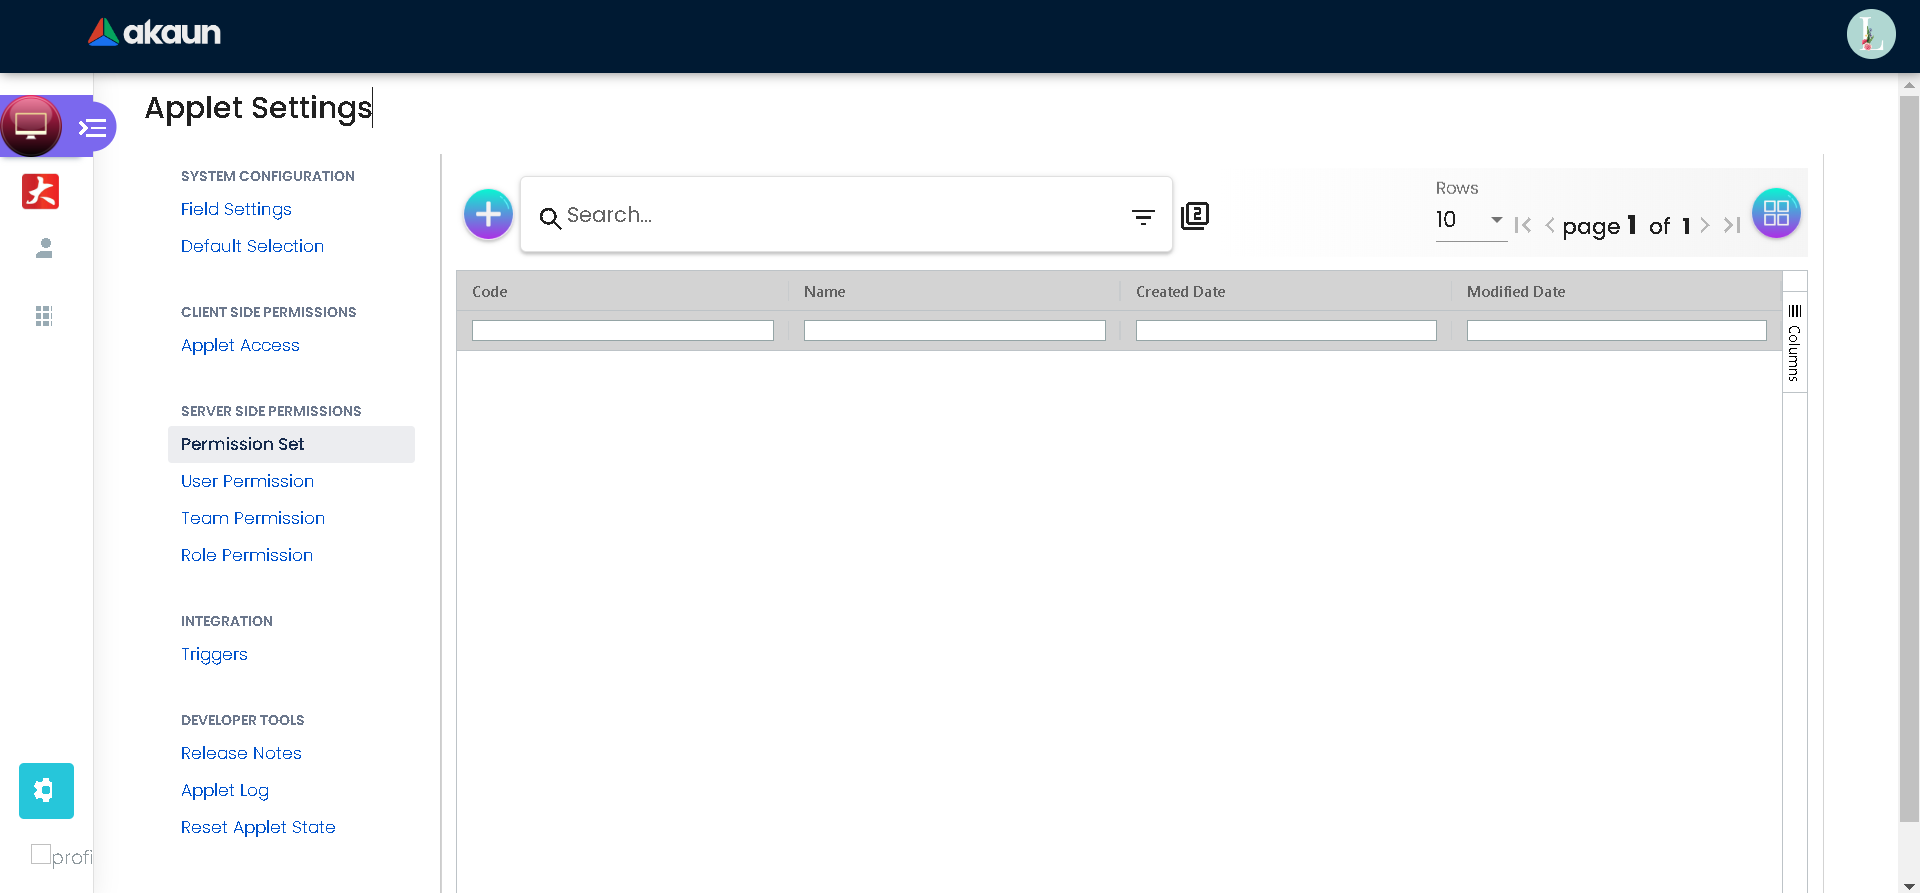 akaun
L
Applet Settings
SYSTEM CONFIGURATION
Field Settings
Default Selection
CLIENT SIDE PERMISSIONS
Applet Access
SERVER SIDE PERMISSIONS
Permission Set
User Permission
Team Permission
Role Permission
INTEGRATION
Triggers
DEVELOPER TOOLS
Release Notes
Applet Log
Reset Applet State
profi
Search...
2
Rows
10
page 1 of 1
Code Name Created Date Modified Date
Columns